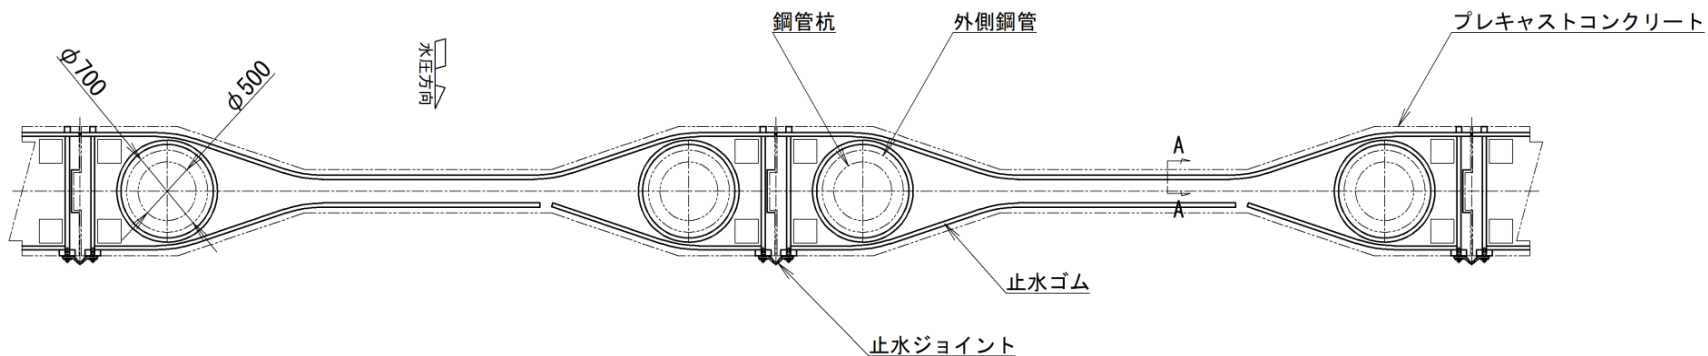 鋼管杭
外側鋼管
プレキャストコンクリート
水圧方向
φ700
φ500
A
A
止水ゴム
止水ジョイント